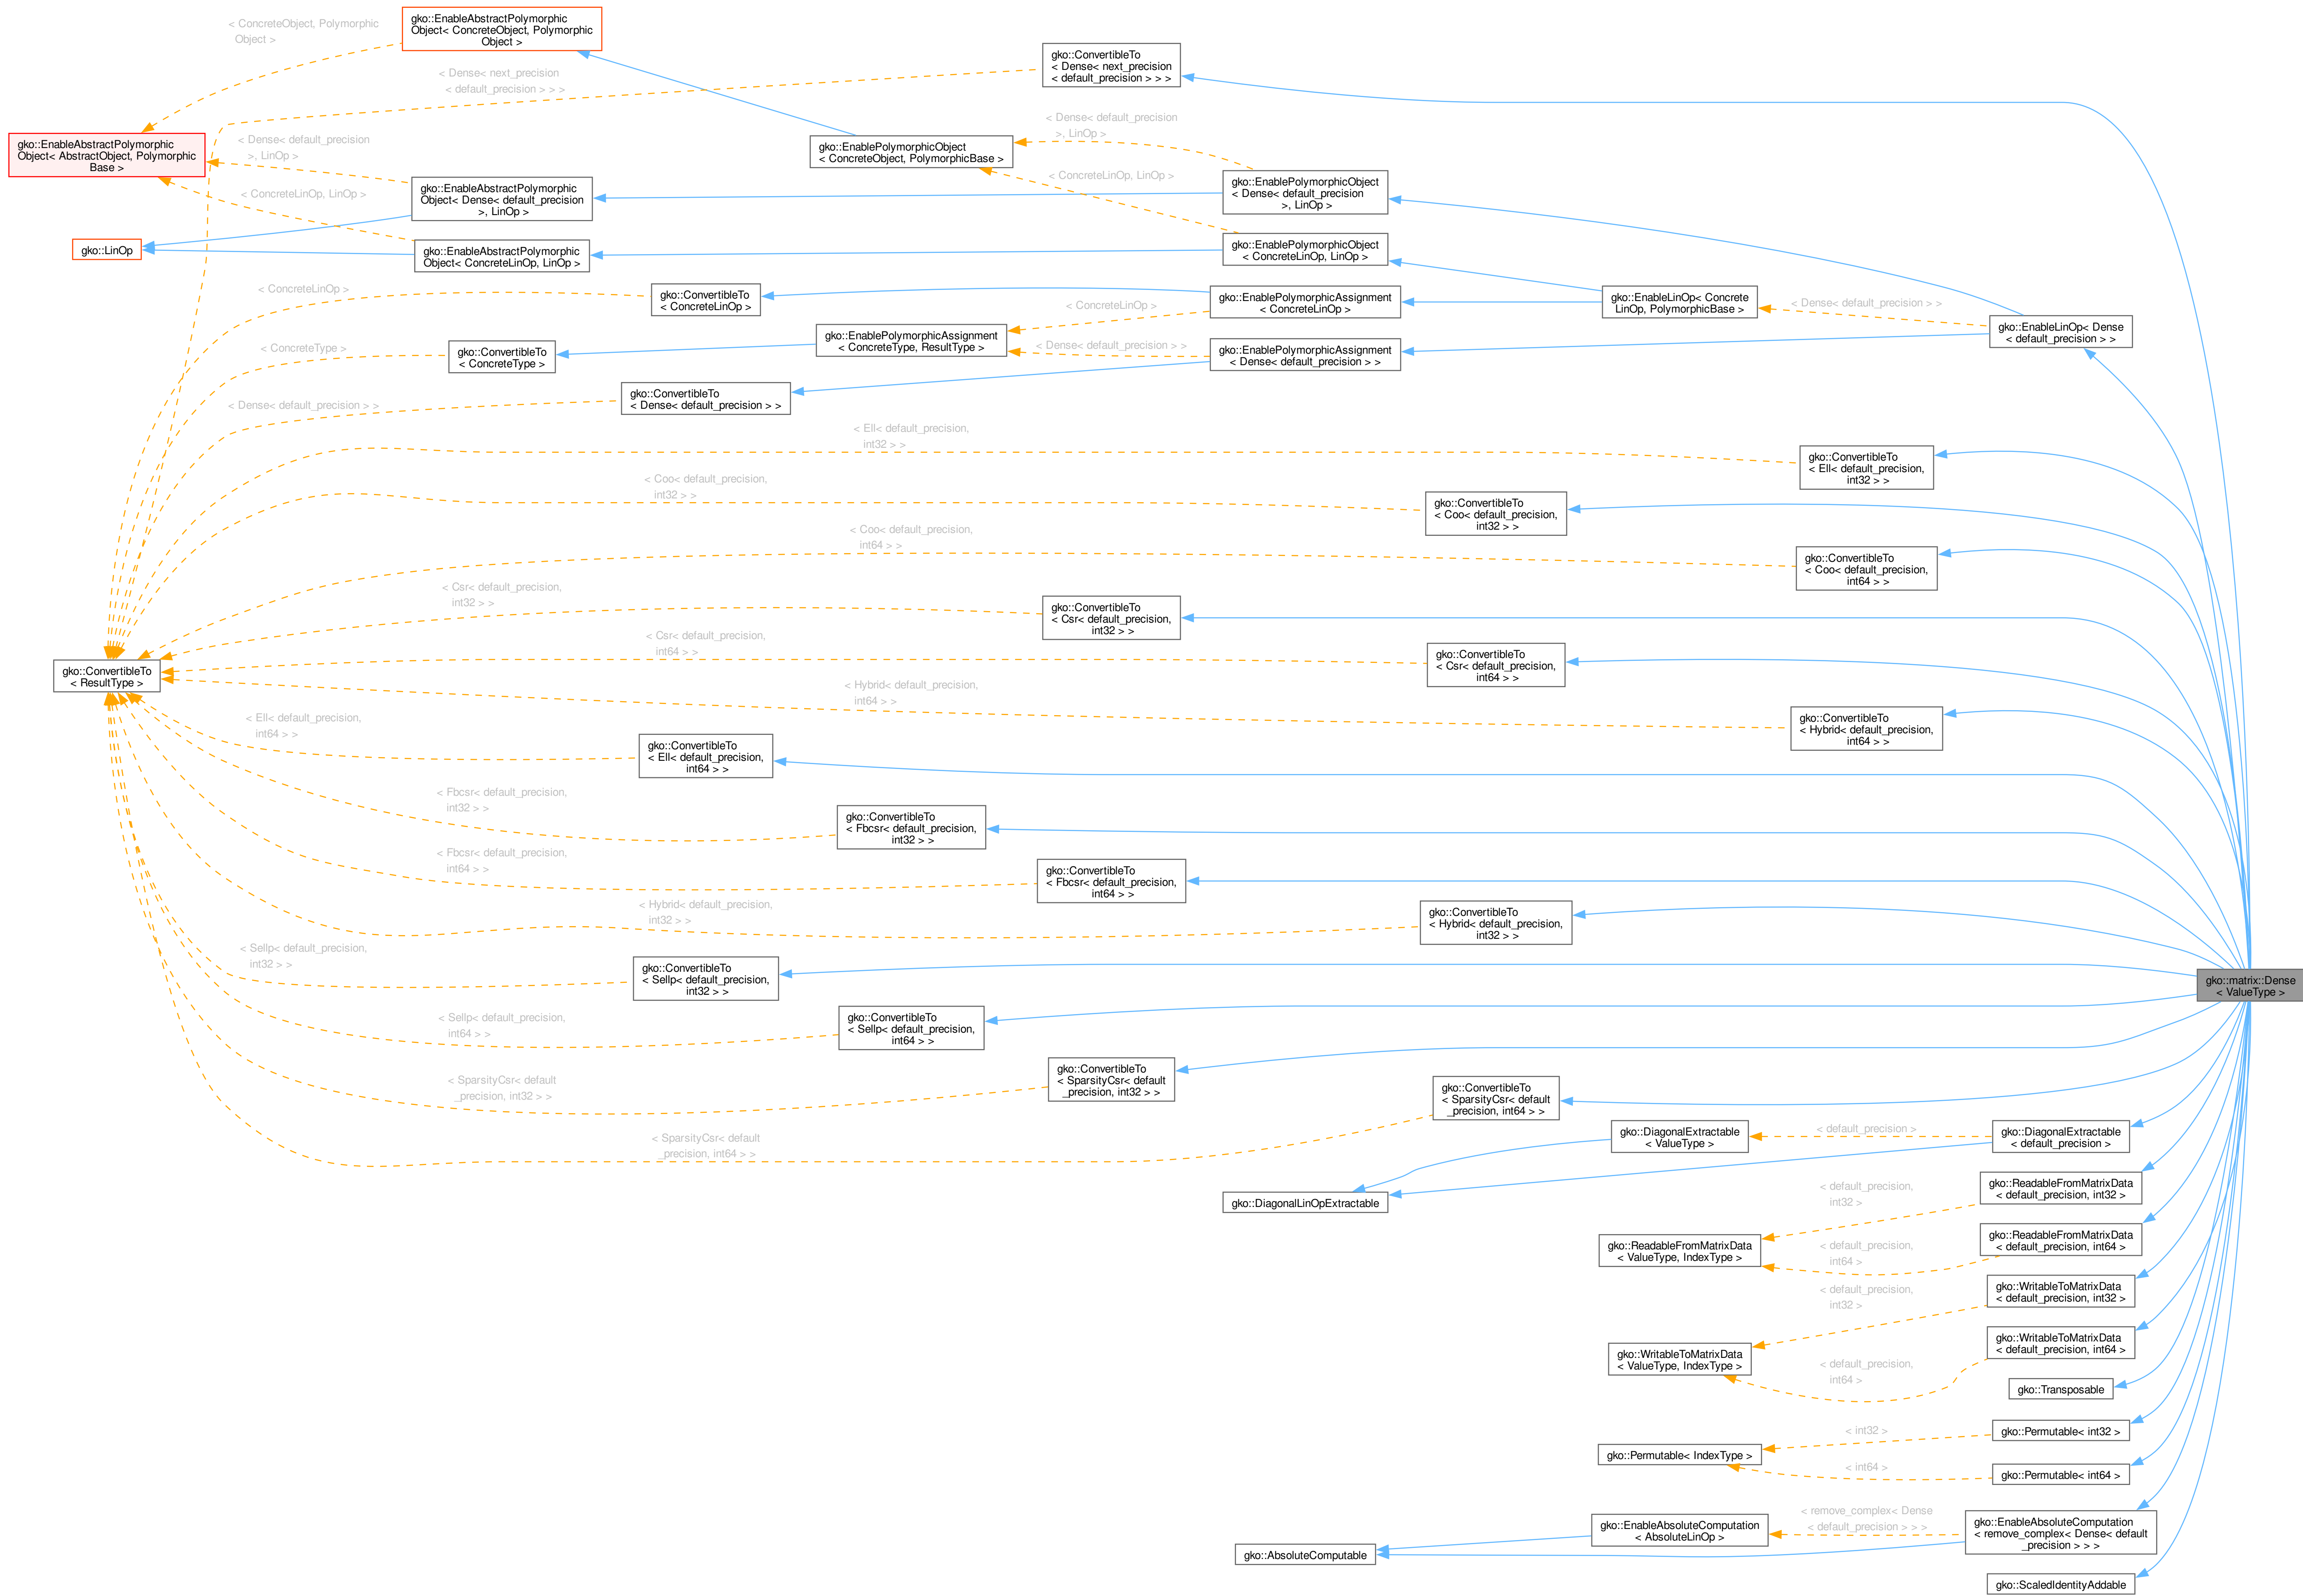 < ConcreteObject, Polymorphic
Object >
gko::EnableAbstractPolymorphic
Object< ConcreteObject, Polymorphic
Object >
gko::ConvertibleTo
< Dense< next_precision
< default_precision > > >
< Dense< next_precision
< default_precision > > >
gko::EnableAbstractPolymorphic
Object< AbstractObject, Polymorphic
Base >
< Dense< default_precision
>, LinOp >
gko::EnablePolymorphicObject
< ConcreteObject, PolymorphicBase >
< Dense< default_precision
>, LinOp >
< ConcreteLinOp, LinOp >
gko::EnableAbstractPolymorphic
Object< Dense< default_precision
>, LinOp >
< ConcreteLinOp, LinOp >
gko::EnablePolymorphicObject
< Dense< default_precision
>, LinOp >
gko::LinOp
gko::EnableAbstractPolymorphic
Object< ConcreteLinOp, LinOp >
gko::EnablePolymorphicObject
< ConcreteLinOp, LinOp >
< ConcreteLinOp >
gko::ConvertibleTo
< ConcreteLinOp >
< ConcreteLinOp >
gko::EnablePolymorphicAssignment
< ConcreteLinOp >
gko::EnableLinOp< Concrete
LinOp, PolymorphicBase >
< Dense< default_precision > >
gko::EnableLinOp< Dense
< default_precision > >
< ConcreteType >
gko::ConvertibleTo
< ConcreteType >
gko::EnablePolymorphicAssignment
< ConcreteType, ResultType >
< Dense< default_precision > >
gko::EnablePolymorphicAssignment
< Dense< default_precision > >
< Dense< default_precision > >
gko::ConvertibleTo
< Dense< default_precision > >
< Ell< default_precision,
int32 > >
gko::ConvertibleTo
< Ell< default_precision,
int32 > >
< Coo< default_precision,
int32 > >
gko::ConvertibleTo
< Coo< default_precision,
int32 > >
< Coo< default_precision,
int64 > >
gko::ConvertibleTo
< Coo< default_precision,
int64 > >
< Csr< default_precision,
int32 > >
gko::ConvertibleTo
< Csr< default_precision,
int32 > >
< Csr< default_precision,
int64 > >
gko::ConvertibleTo
< Csr< default_precision,
int64 > >
gko::ConvertibleTo
< ResultType >
< Hybrid< default_precision,
int64 > >
gko::ConvertibleTo
< Hybrid< default_precision,
int64 > >
< Ell< default_precision,
int64 > >
gko::ConvertibleTo
< Ell< default_precision,
int64 > >
< Fbcsr< default_precision,
int32 > >
gko::ConvertibleTo
< Fbcsr< default_precision,
int32 > >
< Fbcsr< default_precision,
int64 > >
gko::ConvertibleTo
< Fbcsr< default_precision,
int64 > >
< Hybrid< default_precision,
int32 > >
gko::ConvertibleTo
< Hybrid< default_precision,
int32 > >
< Sellp< default_precision,
int32 > >
gko::ConvertibleTo
< Sellp< default_precision,
int32 > >
gko::matrix::Dense
< ValueType >
< Sellp< default_precision,
int64 > >
gko::ConvertibleTo
< Sellp< default_precision,
int64 > >
< SparsityCsr< default
_precision, int32 > >
gko::ConvertibleTo
< SparsityCsr< default
_precision, int32 > >
< SparsityCsr< default
_precision, int64 > >
gko::ConvertibleTo
< SparsityCsr< default
_precision, int64 > >
gko::DiagonalExtractable
< ValueType >
< default_precision >
gko::DiagonalExtractable
< default_precision >
gko::DiagonalLinOpExtractable
< default_precision,
int32 >
gko::ReadableFromMatrixData
< default_precision, int32 >
gko::ReadableFromMatrixData
< ValueType, IndexType >
< default_precision,
int64 >
gko::ReadableFromMatrixData
< default_precision, int64 >
< default_precision,
int32 >
gko::WritableToMatrixData
< default_precision, int32 >
gko::WritableToMatrixData
< ValueType, IndexType >
< default_precision,
int64 >
gko::WritableToMatrixData
< default_precision, int64 >
gko::Transposable
gko::Permutable< IndexType >
< int32 >
gko::Permutable< int32 >
< int64 >
gko::Permutable< int64 >
gko::AbsoluteComputable
gko::EnableAbsoluteComputation
< AbsoluteLinOp >
< remove_complex< Dense
< default_precision > > >
gko::EnableAbsoluteComputation
< remove_complex< Dense< default
_precision > > >
gko::ScaledIdentityAddable